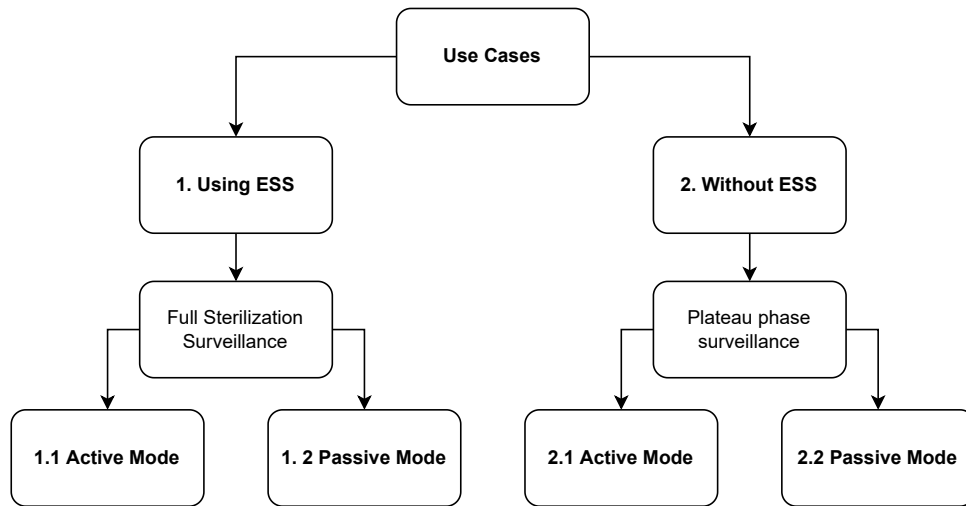 Use Cases
1. Using ESS
2. Without ESS
Full Sterilization
Surveillance
Plateau phase
surveillance
1.1 Active Mode
1. 2 Passive Mode
2.1 Active Mode
2.2 Passive Mode